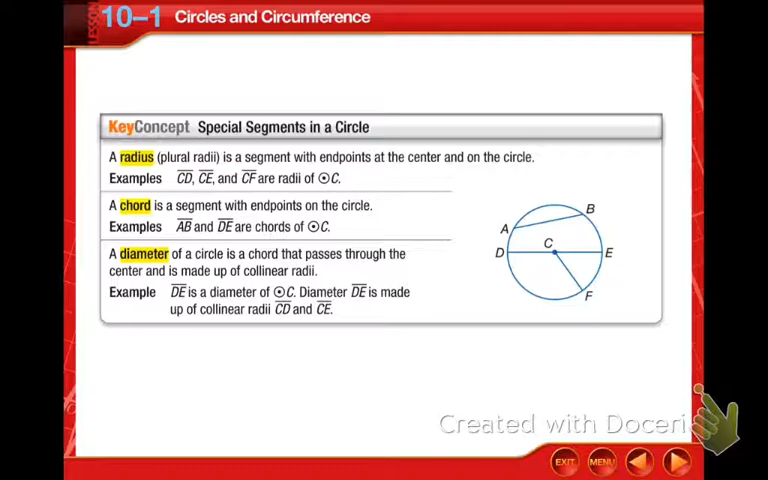 LESSON 10–1 Circles and Circumference
KeyConcept Special Segments in a Circle
A radius (plural radii) is a segment with endpoints at the center and on the circle.
Examples CD, CE, and CF are radii of ⊙C.
A chord is a segment with endpoints on the circle.
Examples AB and DE are chords of ⊙C.
A diameter of a circle is a chord that passes through the
center and is made up of collinear radii.
Example DE is a diameter of ⊙C. Diameter DE is made
up of collinear radii CD and CE.
B
A
C
D
E
F
Created with Doceri
EXIT MENU